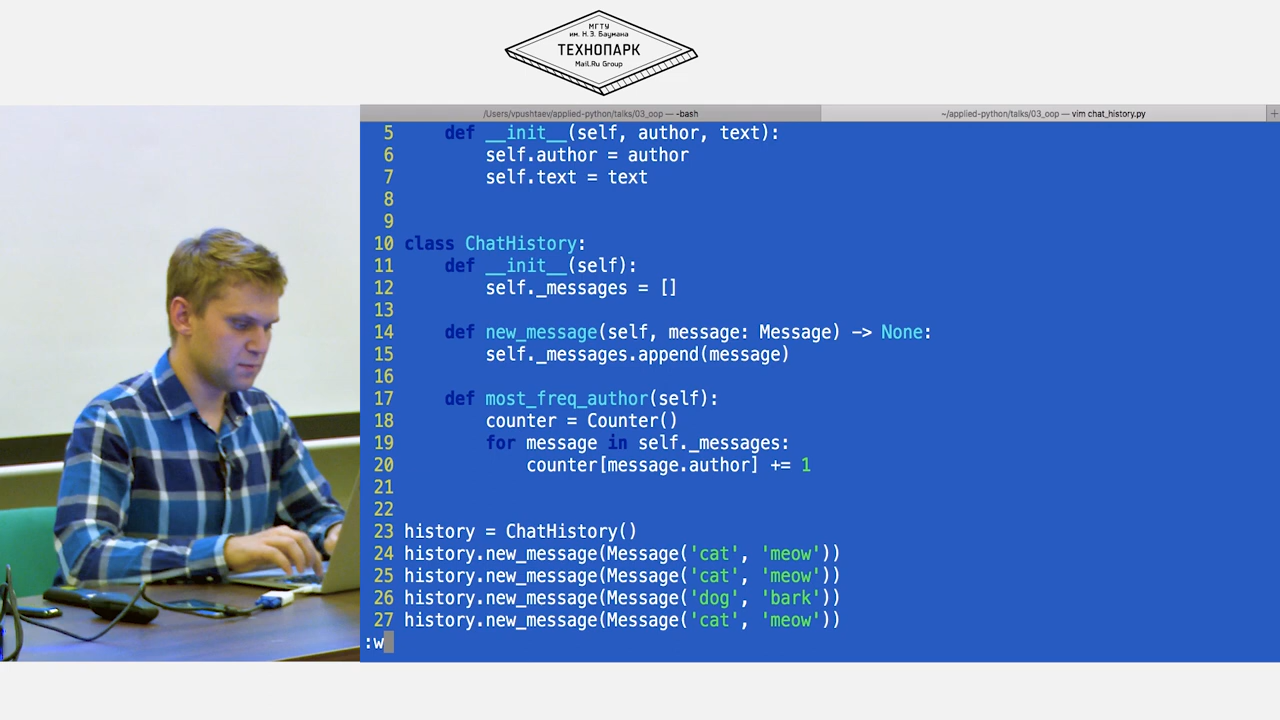 МГТУ
им. Н.Э. Баумана
ТЕХНОПАРК
Mail.Ru Group
/Users/vpushtaev/applied-python/talks/03_oop — -bash
~/applied-python/talks/03_oop — vim chat_history.py
+
5     def __init__(self, author, text):
6         self.author = author
7         self.text = text
8
9
10 class ChatHistory:
11     def __init__(self):
12         self._messages = []
13
14     def new_message(self, message: Message) -> None:
15         self._messages.append(message)
16
17     def most_freq_author(self):
18         counter = Counter()
19         for message in self._messages:
20             counter[message.author] += 1
21
22
23 history = ChatHistory()
24 history.new_message(Message('cat', 'meow'))
25 history.new_message(Message('cat', 'meow'))
26 history.new_message(Message('dog', 'bark'))
27 history.new_message(Message('cat', 'meow'))
:w